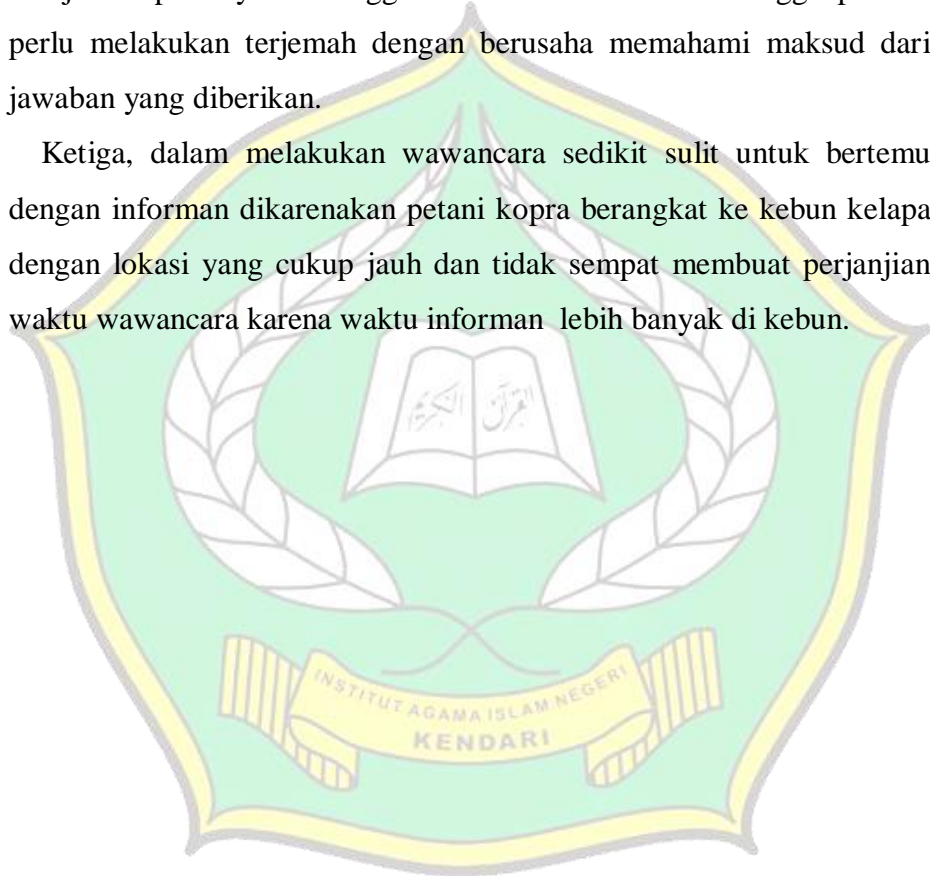 perlu melakukan terjemah dengan berusaha memahami maksud dari
jawaban yang diberikan.
Ketiga, dalam melakukan wawancara sedikit sulit untuk bertemu
dengan informan dikarenakan petani kopra berangkat ke kebun kelapa
dengan lokasi yang cukup jauh dan tidak sempat membuat perjanjian
waktu wawancara karena waktu informan lebih banyak di kebun.
القرآن الكريم
INSTITUT AGAMA ISLAM NEGERI
KENDARI